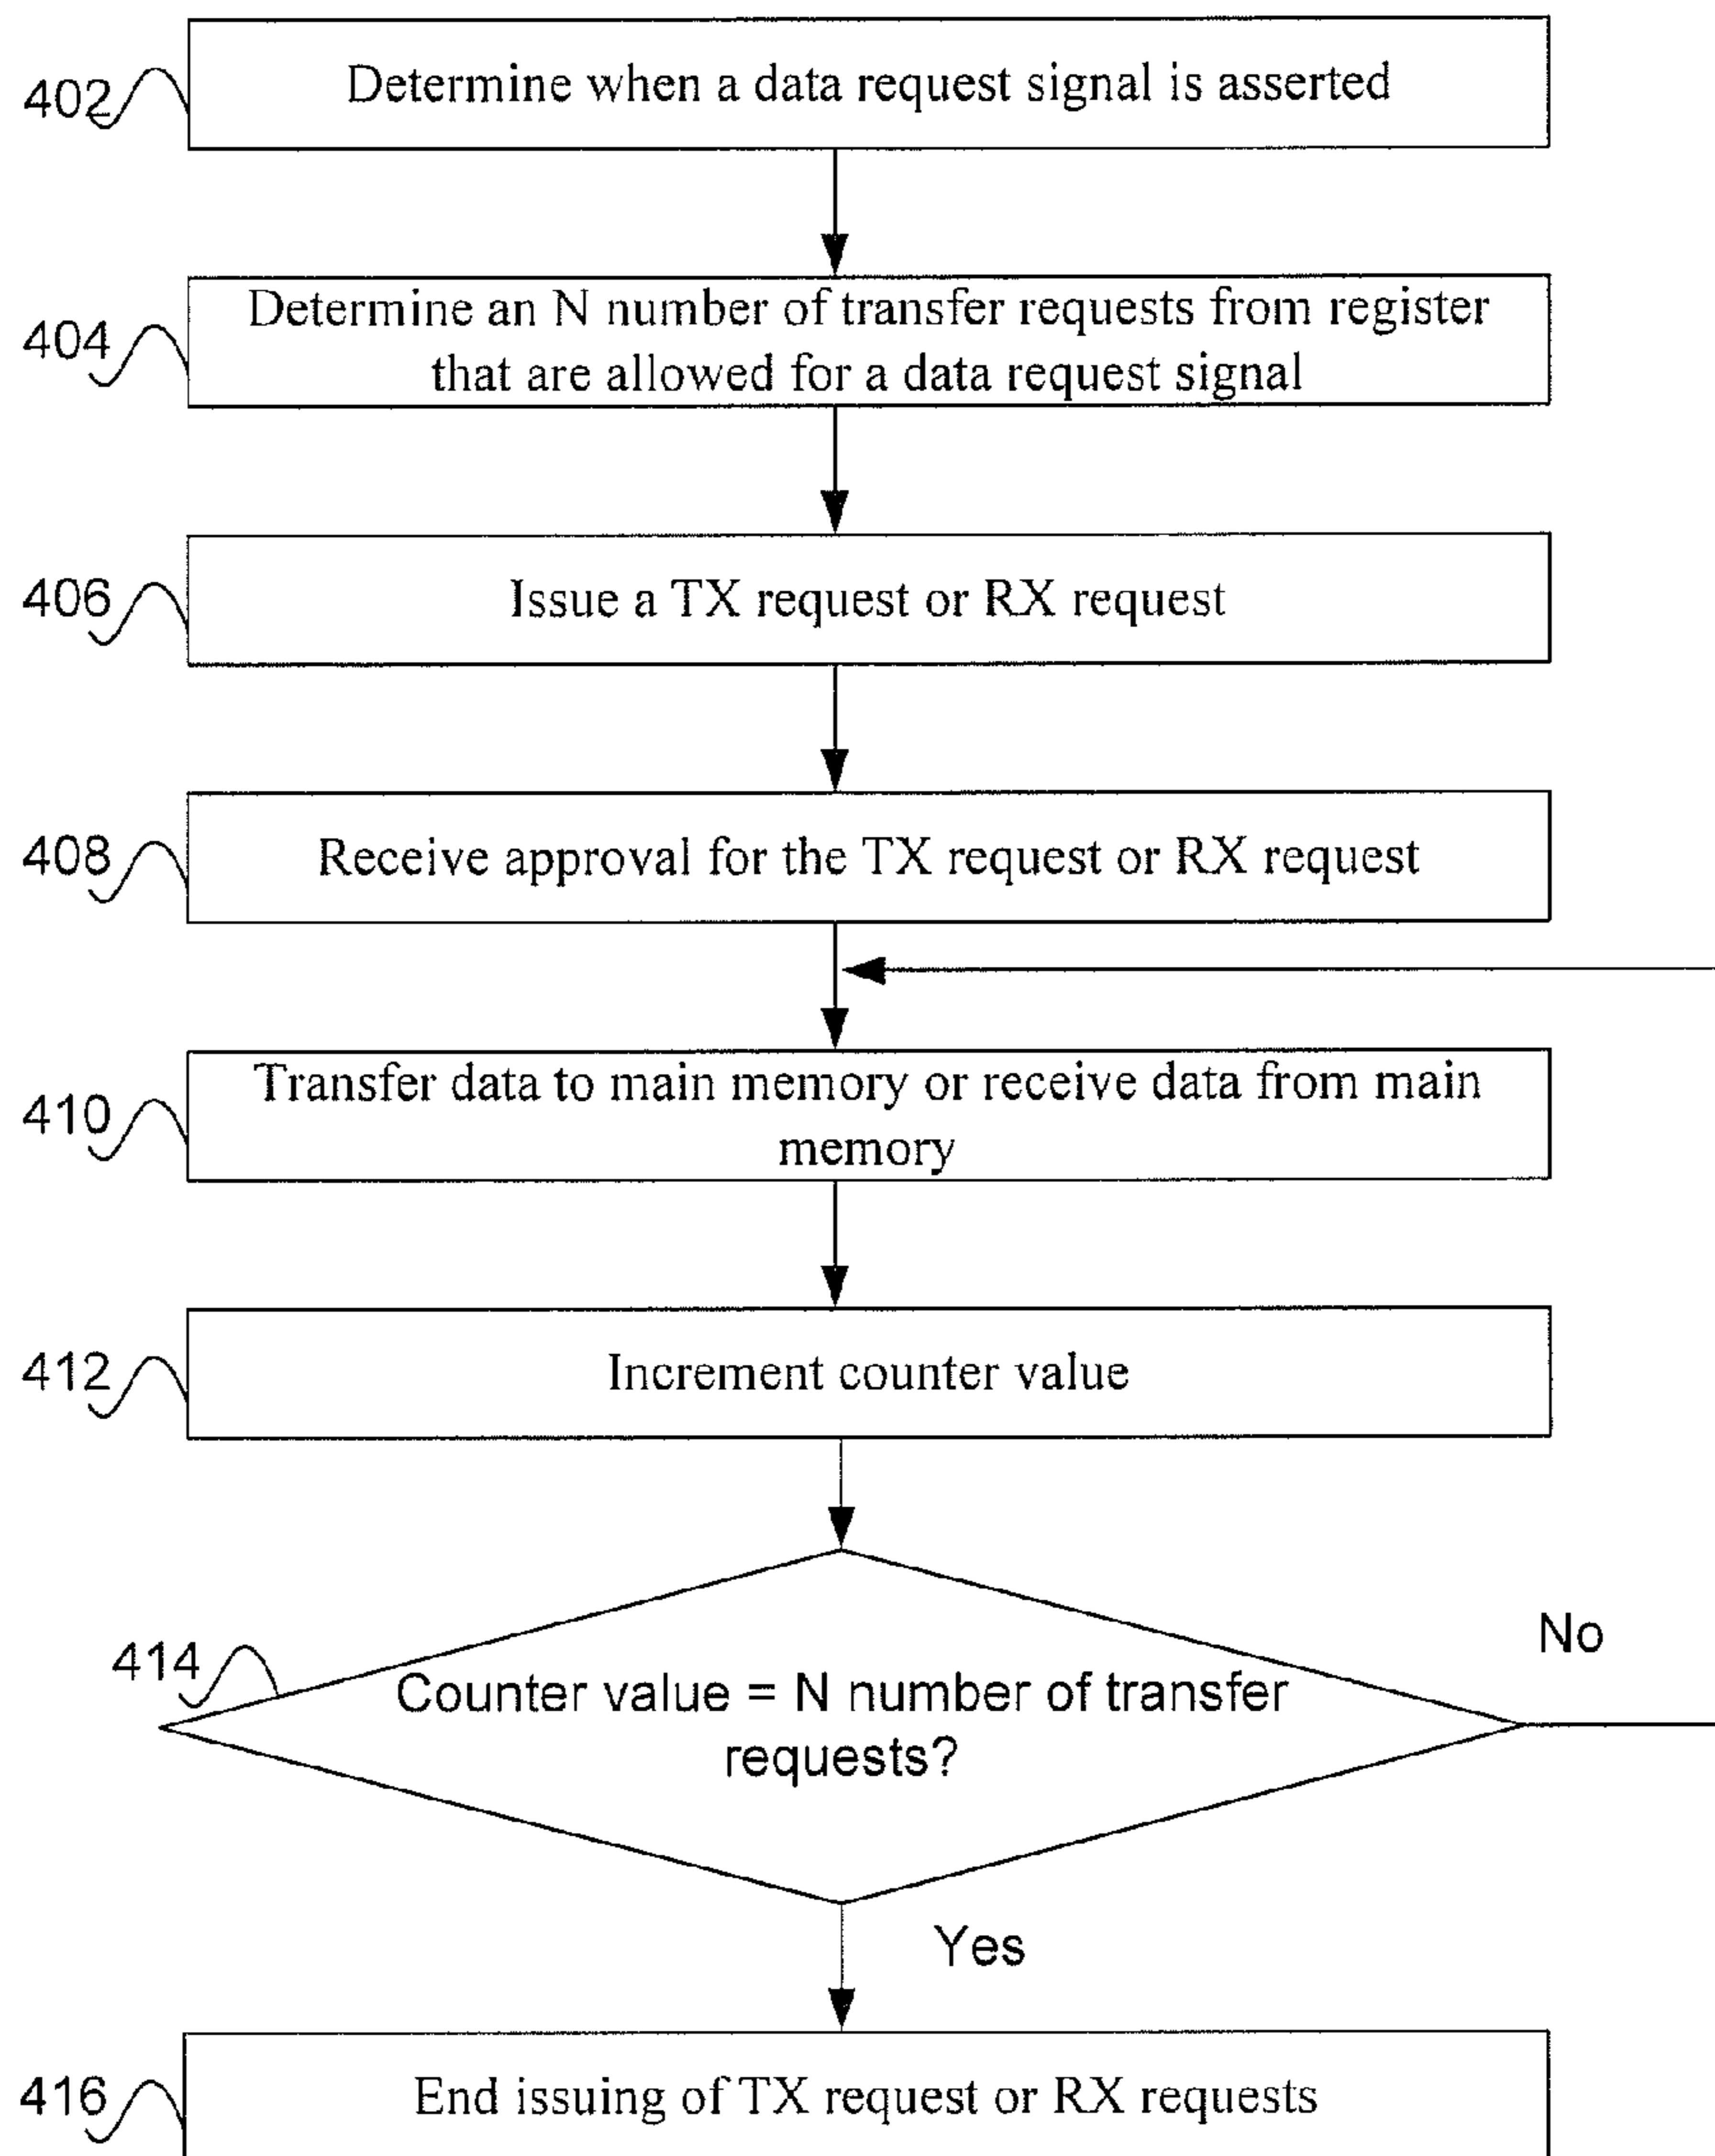 402
Determine when a data request signal is asserted
404
Determine an N number of transfer requests from register
that are allowed for a data request signal
406
Issue a TX request or RX request
408
Receive approval for the TX request or RX request
410
Transfer data to main memory or receive data from main
memory
412
Increment counter value
414
Counter value = N number of transfer
requests?
No
Yes
416
End issuing of TX request or RX requests